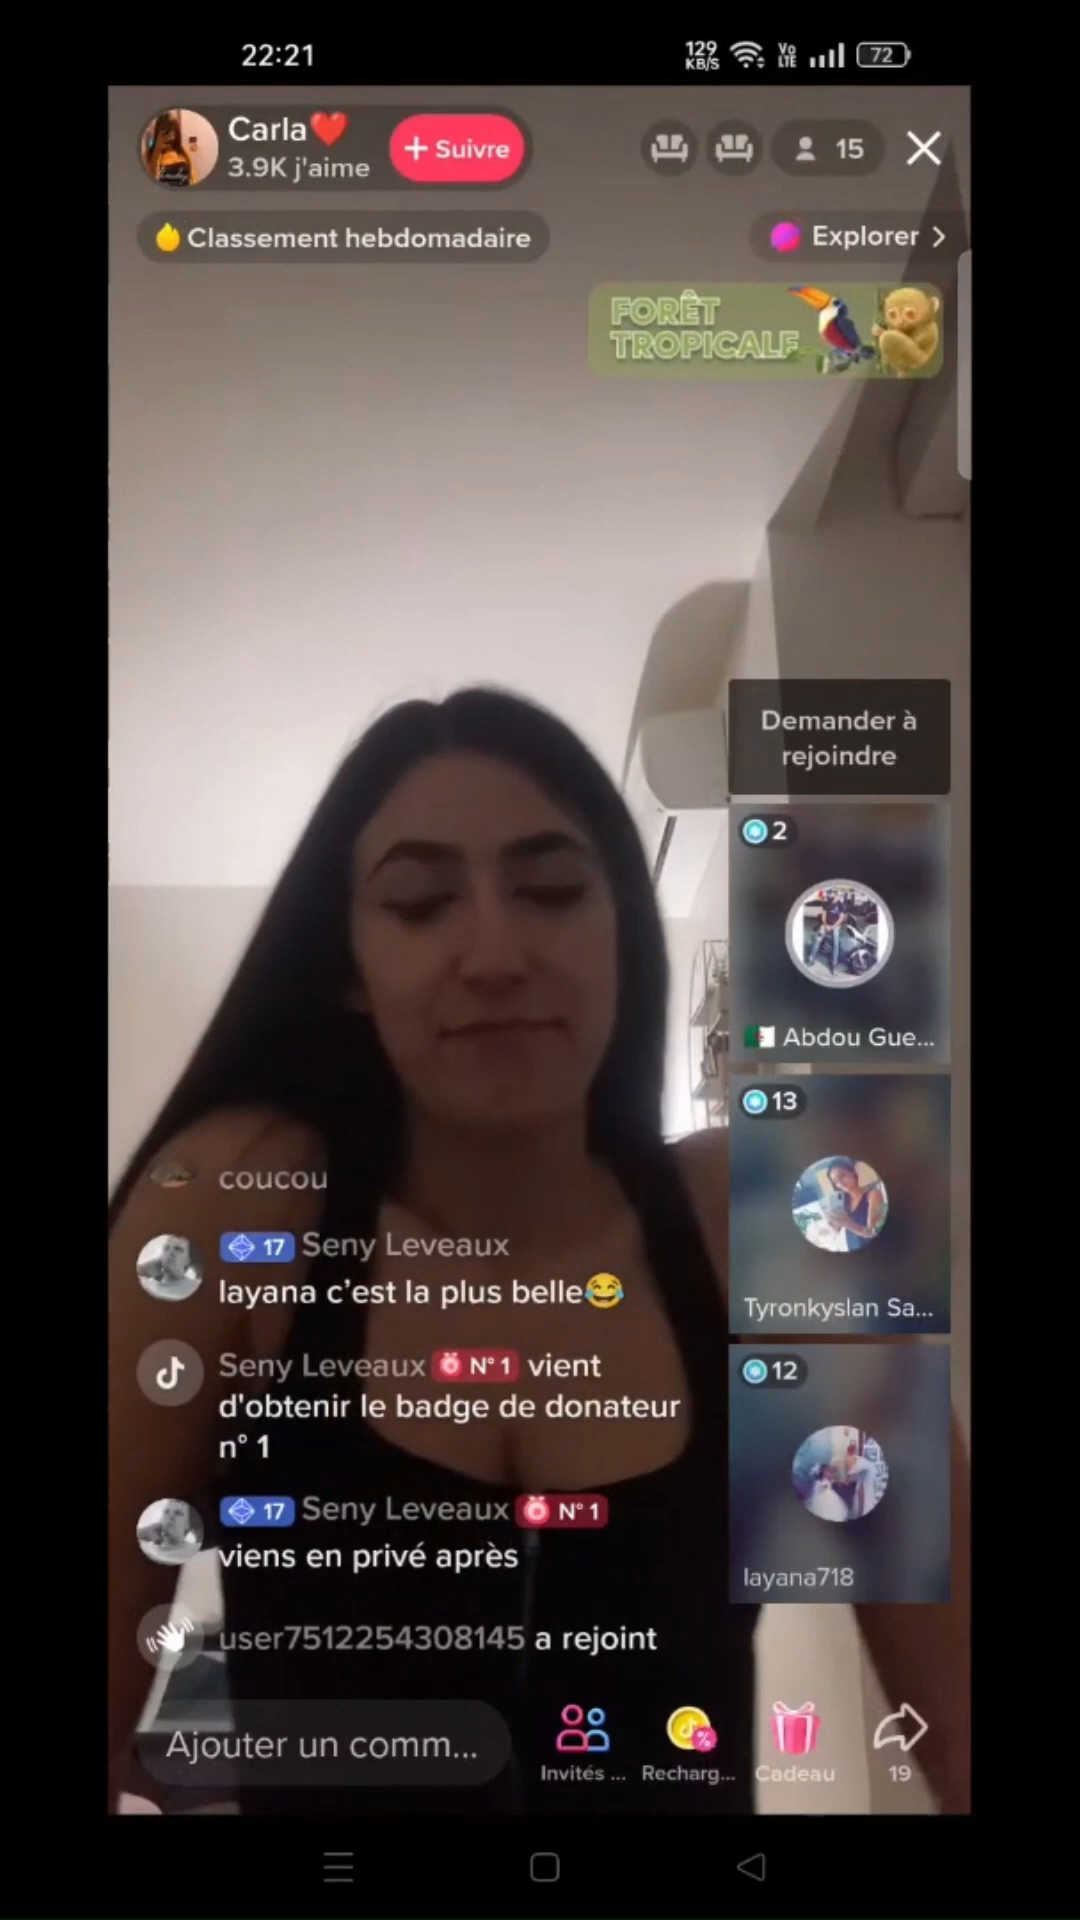 22:21
129
KB/S
Vo
LTE
72
Carla❤️
3.9K j'aime
+ Suivre
15
Classement hebdomadaire
Explorer >
FORÊT
TROPICALE
Demander à
rejoindre
2
Abdou Gue...
13
Tyronkyslan Sa...
12
layana718
coucou
17 Seny Leveaux
layana c’est la plus belle😂
Seny Leveaux N° 1 vient
d'obtenir le badge de donateur
n° 1
17 Seny Leveaux N° 1
viens en privé après
user7512254308145 a rejoint
Ajouter un comm...
Invités ...
Recharg...
Cadeau
19